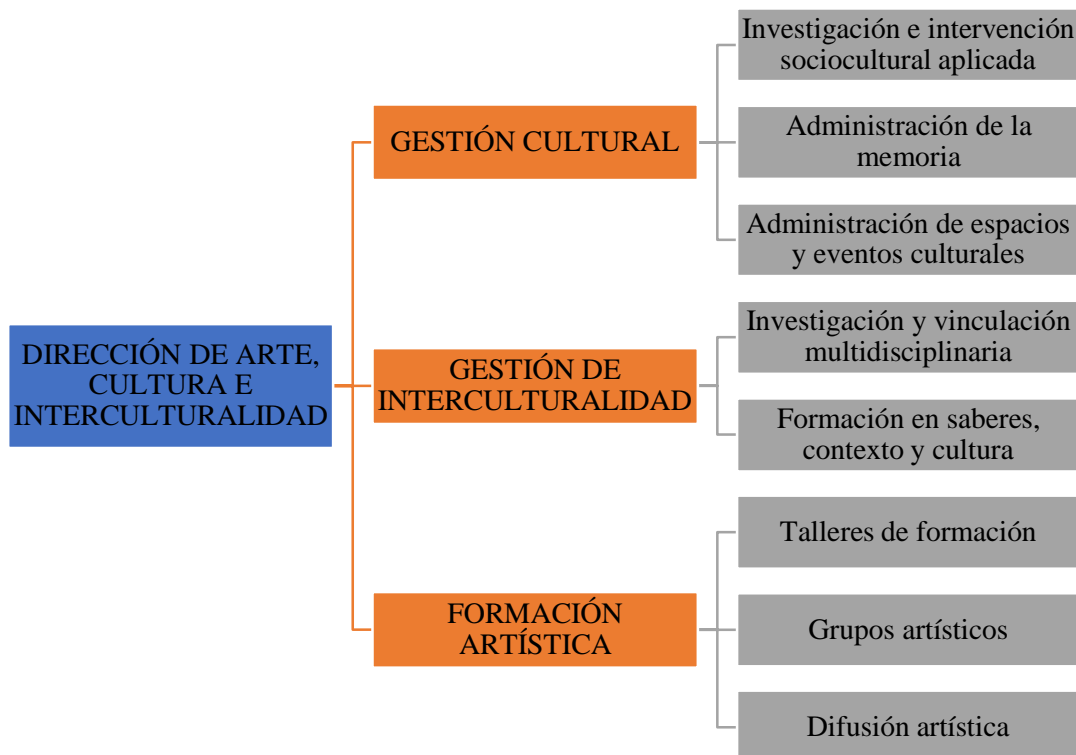 DIRECCIÓN DE ARTE,
CULTURA E
INTERCULTURALIDAD
GESTIÓN CULTURAL
Investigación e intervención
sociocultural aplicada
Administración de la
memoria
Administración de espacios
y eventos culturales
GESTIÓN DE
INTERCULTURALIDAD
Investigación y vinculación
multidisciplinaria
Formación en saberes,
contexto y cultura
FORMACIÓN
ARTÍSTICA
Talleres de formación
Grupos artísticos
Difusión artística